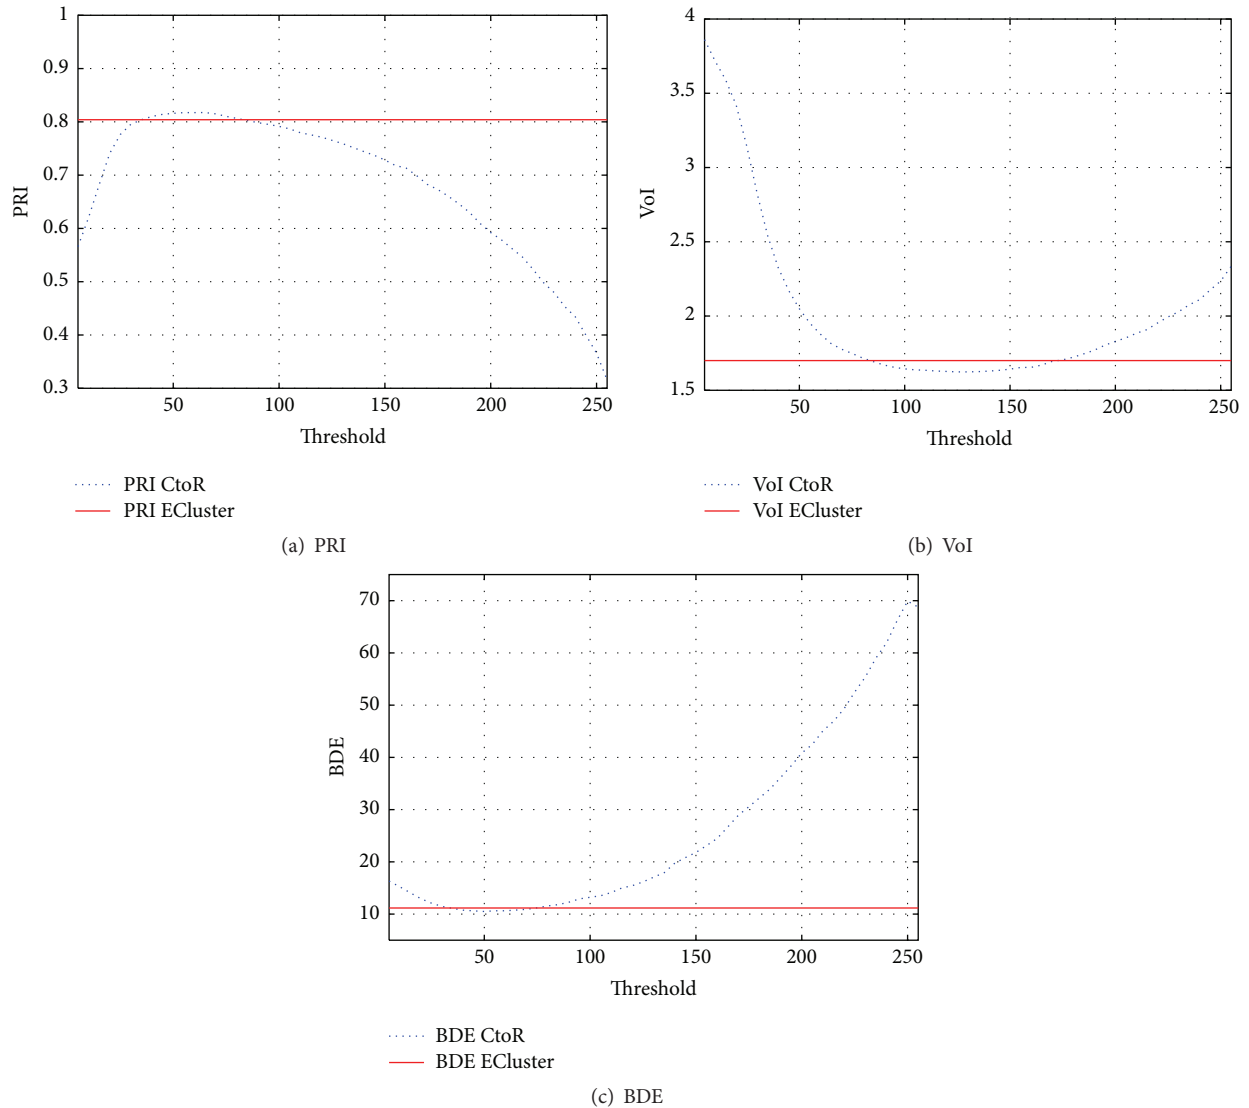 1
0.9
0.8
0.7
0.6
0.5
0.4
0.3
PRI
50 100 150 200 250
Threshold
PRI CtoR
PRI ECluster
(a) PRI
4
3.5
3
2.5
2
1.5
VoI
50 100 150 200 250
Threshold
VoI CtoR
VoI ECluster
(b) VoI
70
60
50
40
30
20
10
BDE
50 100 150 200 250
Threshold
BDE CtoR
BDE ECluster
(c) BDE